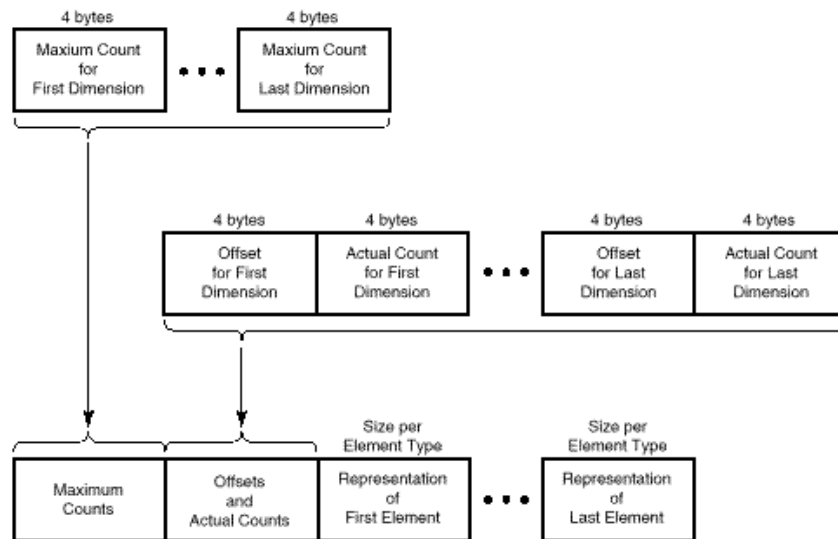 4 bytes 4 bytes
Maxium Count Maxium Count
for for
First Dimension Last Dimension
4 bytes 4 bytes 4 bytes 4 bytes
Offset Actual Count Offset Actual Count
for First for First for Last for Last
Dimension Dimension Dimension Dimension
Size per Size per
Element Type Element Type
Maximum Offsets Representation Representation
Counts and of of
Actual Counts First Element Last Element